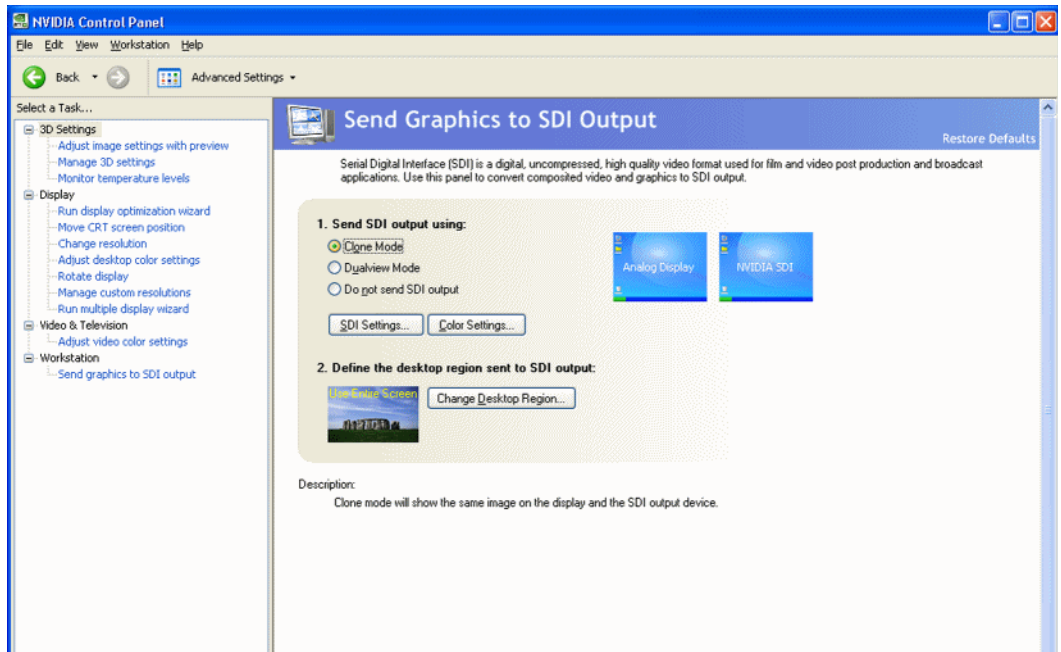 NVIDIA Control Panel
File Edit View Workstation Help
Back Advanced Settings
Select a Task...
3D Settings
Adjust image settings with preview
Manage 3D settings
Monitor temperature levels
Display
Run display optimization wizard
Move CRT screen position
Change resolution
Adjust desktop color settings
Rotate display
Manage custom resolutions
Run multiple display wizard
Video & Television
Adjust video color settings
Workstation
Send graphics to SDI output
Send Graphics to SDI Output
Restore Defaults
Serial Digital Interface (SDI) is a digital, uncompressed, high quality video format used for film and video post production and broadcast
applications. Use this panel to convert composited video and graphics to SDI output.
1. Send SDI output using:
Clone Mode
Dualview Mode
Do not send SDI output
Analog Display
NVIDIA SDI
SDI Settings... Color Settings...
2. Define the desktop region sent to SDI output:
Use Entire Screen
Change Desktop Region...
Description:
Clone mode will show the same image on the display and the SDI output device.